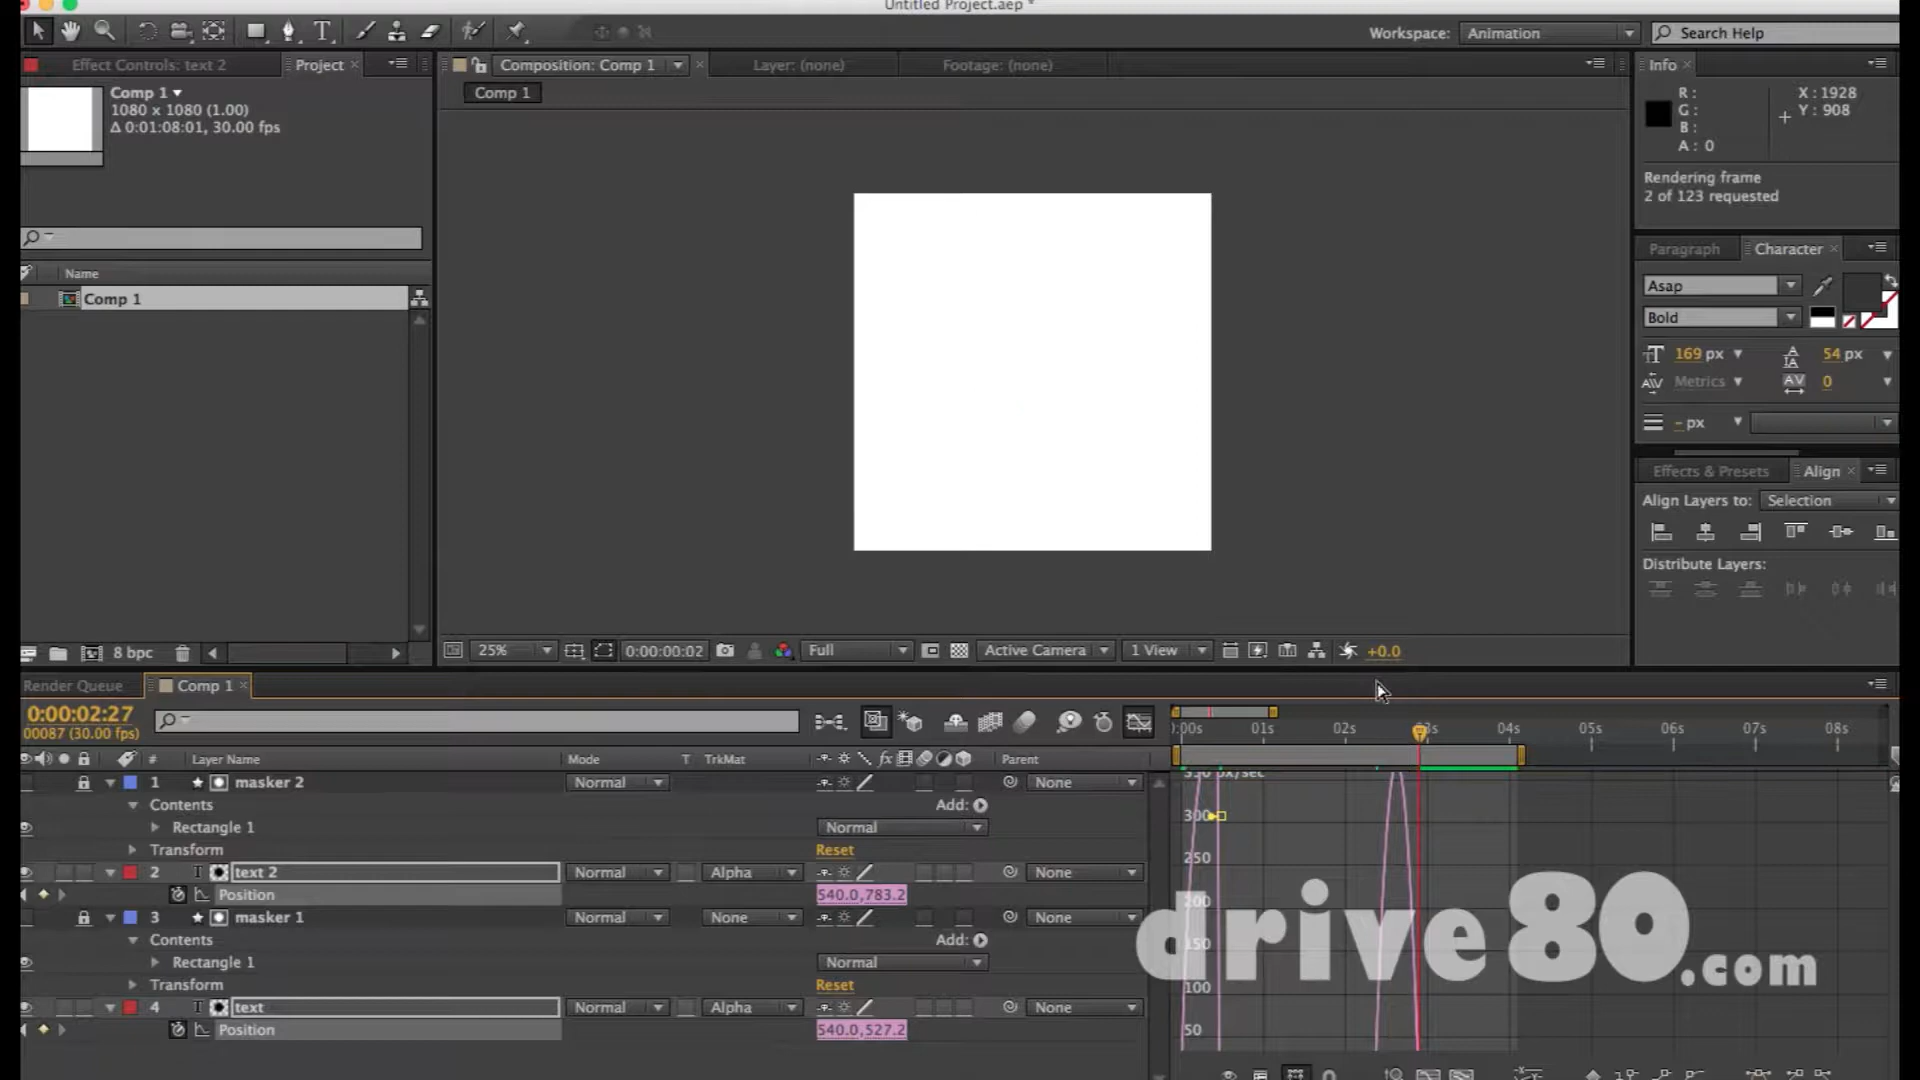 Untitled Project.aep *
Workspace: Animation Search Help
Effect Controls: text 2 Project Composition: Comp 1 Layer: (none) Footage: (none) Info
Comp 1
1080 x 1080 (1.00)
Δ 0:01:08:01, 30.00 fps
Comp 1
R :
G :
B :
A : 0
X : 1928
Y : 908
Rendering frame
2 of 123 requested
Paragraph Character
Name
Comp 1
Asap
Bold
169 px 54 px
Metrics 0
- px
Effects & Presets Align
Align Layers to: Selection
Distribute Layers:
8 bpc 25% 0:00:00:02 Full Active Camera 1 View +0.0
Render Queue Comp 1
0:00:02:27
00087 (30.00 fps)
:00s 01s 02s 03s 04s 05s 06s 07s 08s
# Layer Name Mode T TrkMat fx Parent
1 masker 2 Normal None
Contents Add:
Rectangle 1 Normal
Transform Reset
2 T text 2 Normal Alpha None
Position 540.0,783.2
3 masker 1 Normal None None
Contents Add:
Rectangle 1 Normal
Transform Reset
4 T text Normal Alpha None
Position 540.0,527.2
350 px/sec
300
250
200
150
100
50
drive80.com